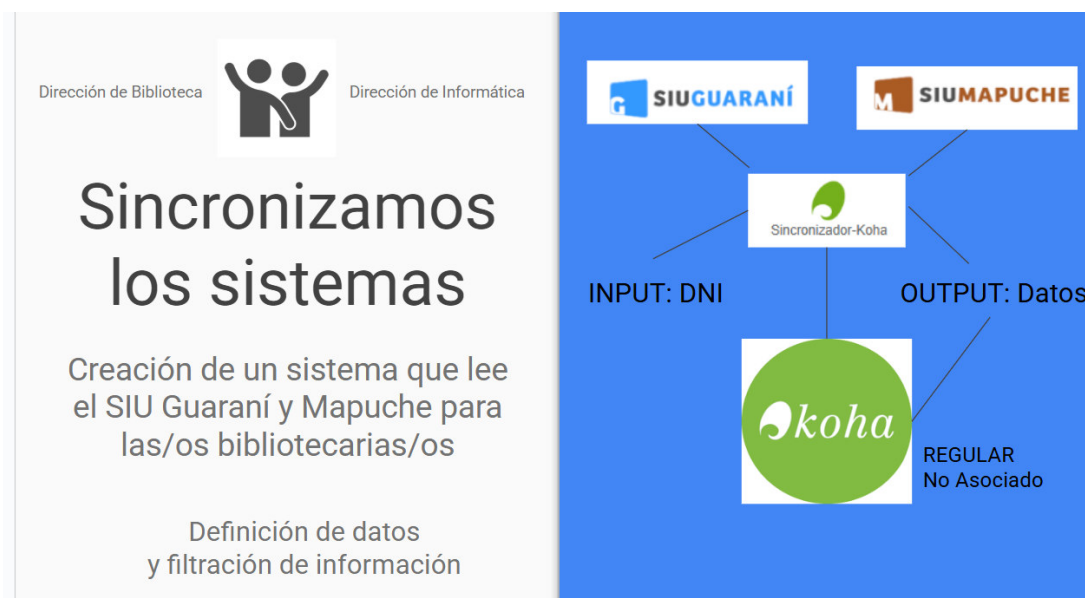 Dirección de Biblioteca
Dirección de Informática
Sincronizamos
los sistemas
Creación de un sistema que lee
el SIU Guaraní y Mapuche para
las/os bibliotecarias/os
Definición de datos
y filtración de información
G SIUGUARANÍ
M SIUMAPUCHE
Sincronizador-Koha
INPUT: DNI
OUTPUT: Datos
koha
REGULAR
No Asociado